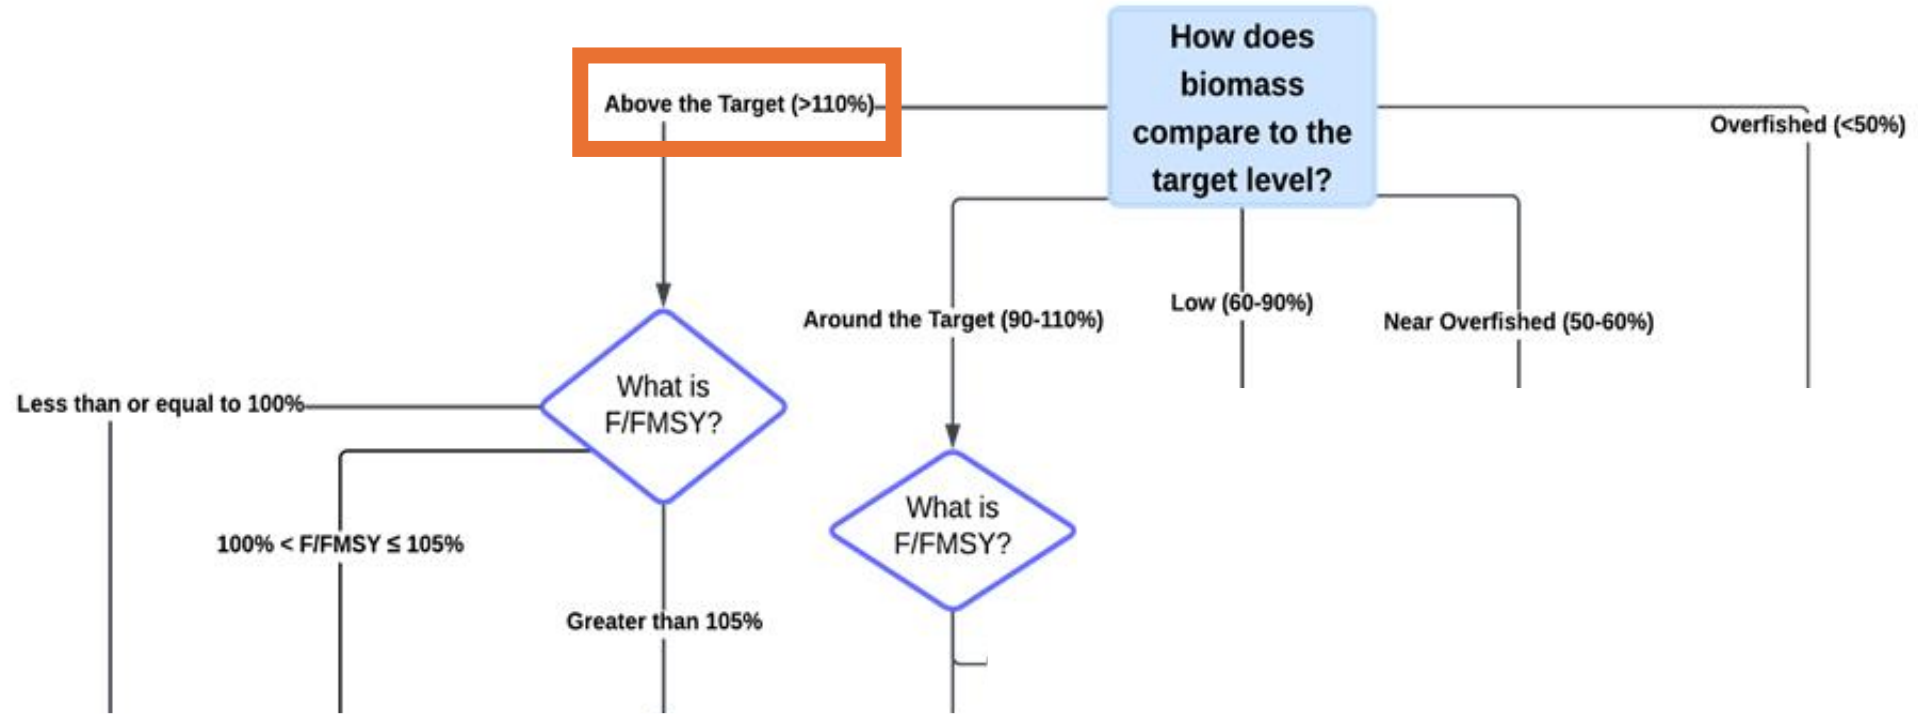 How does
biomass
compare to the
target level?
Above the Target (>110%)
Overfished (<50%)
Around the Target (90-110%)
Low (60-90%)
Near Overfished (50-60%)
What is
F/FMSY?
Less than or equal to 100%
100% < F/FMSY ≤ 105%
Greater than 105%
What is
F/FMSY?